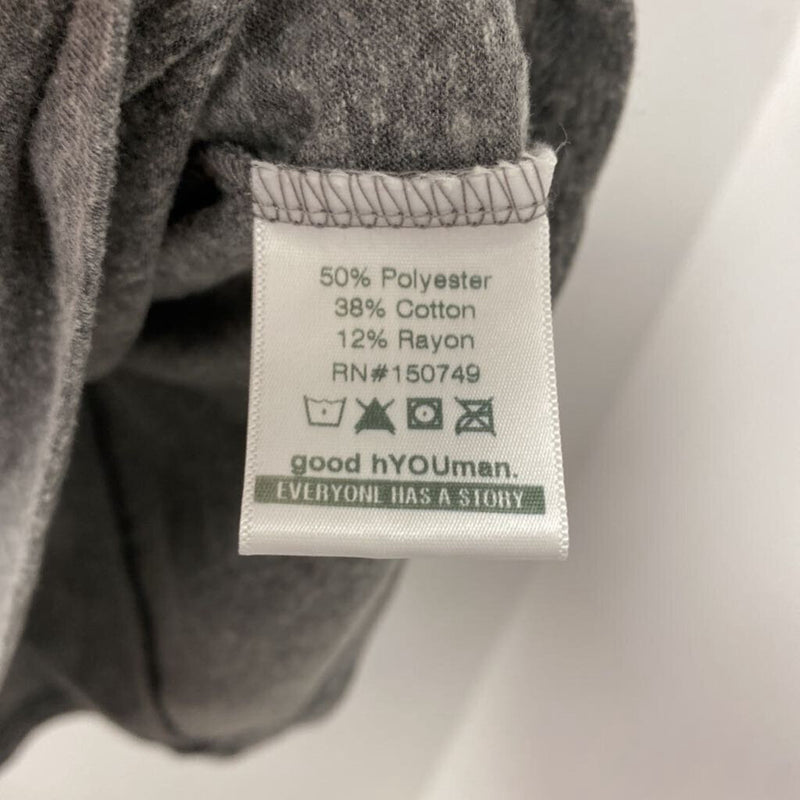 50% Polyester
38% Cotton
12% Rayon
RN#150749
good hYOUman.
EVERYONE HAS A STORY